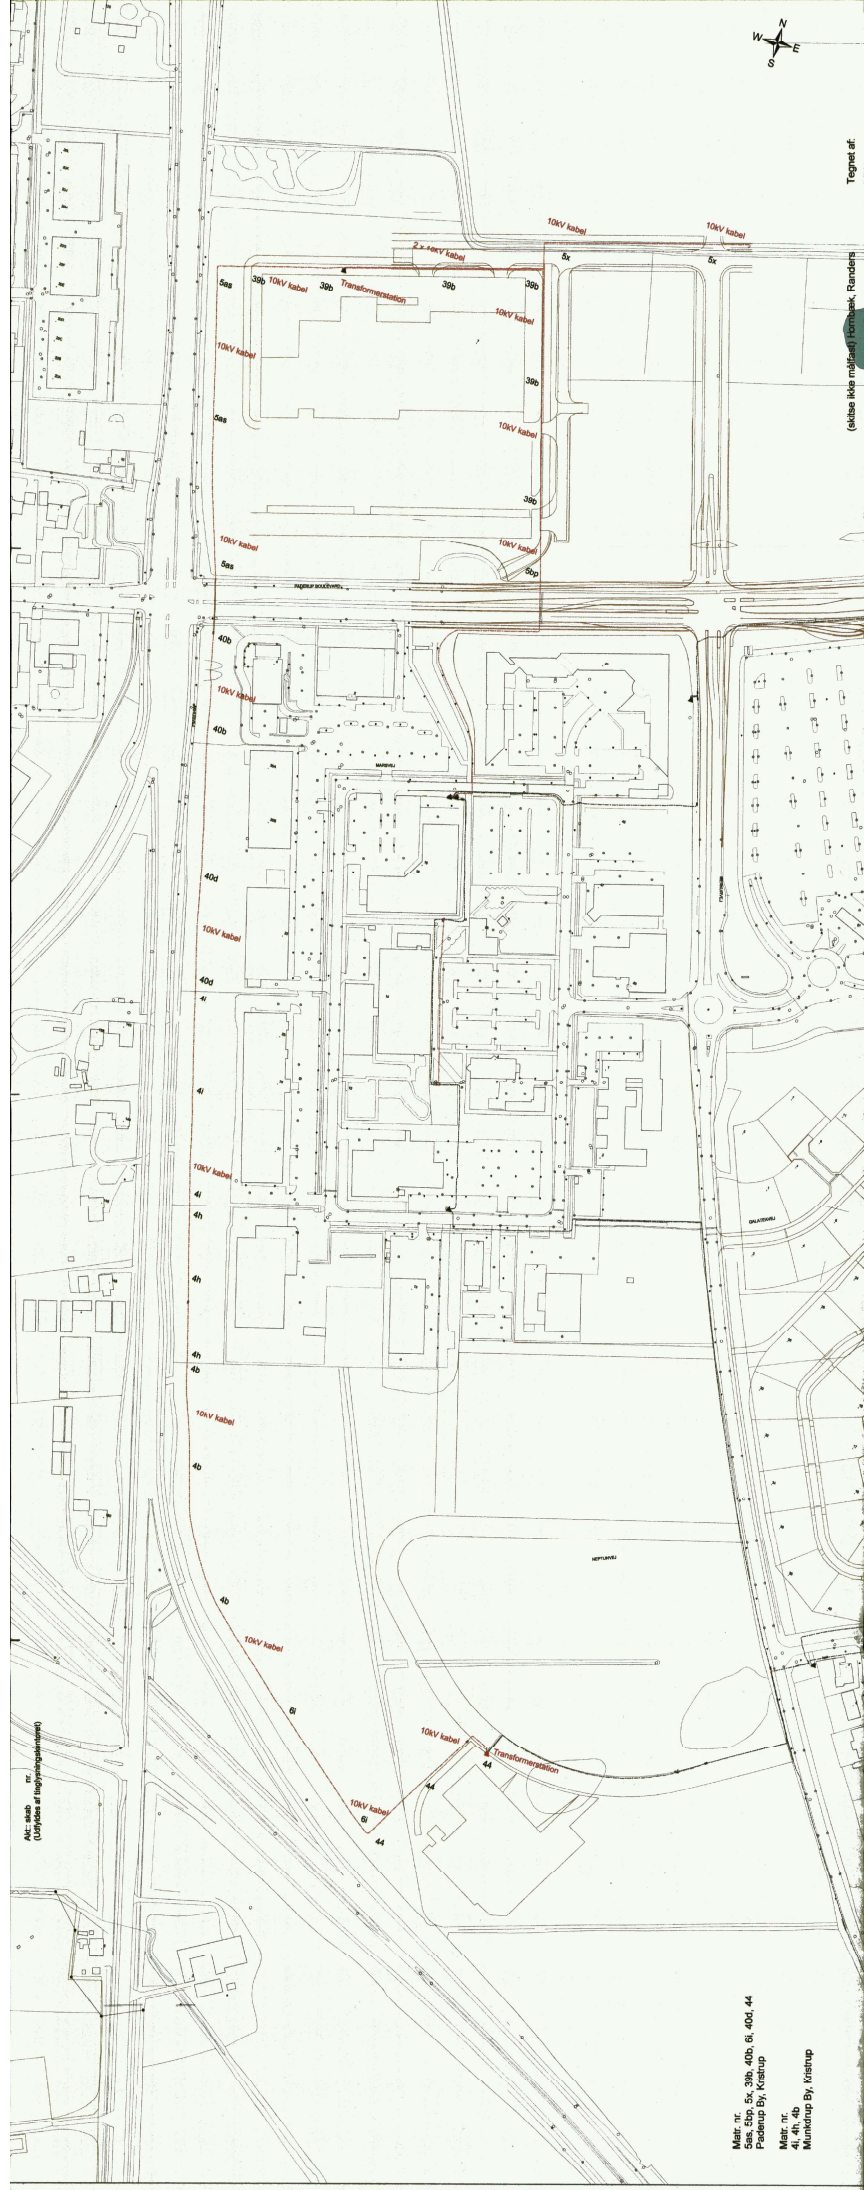 N
W
E
S
Tegnet af:
(skitse ikke målfast) Hornbæk, Randers
10kV kabel
10kV kabel
2 x 10kV kabel
5x
5x
5as
39b
10kV kabel
39b
Transformerstation
39b
39b
10kV kabel
10kV kabel
39b
5as
10kV kabel
39b
10kV kabel
10kV kabel
5as
5bp
PADERUP BOULEVARD
40b
10kV kabel
40b
MARSVEJ
40d
10kV kabel
40d
4i
4i
10kV kabel
4i
4h
GALATEAVEJ
4h
4h
4b
10kV kabel
4b
NEPTUNVEJ
4b
10kV kabel
6i
10kV kabel
Transformerstation
44
44
10kV kabel
6i
44
Akt: skab nr.
(Udfyldes af tinglysningskontoret)
Matr. nr.
5as, 5bp, 5x, 39b, 40b, 6i, 40d, 44
Paderup By, Kristrup
Matr. nr.
4i, 4h, 4b
Munkdrup By, Kristrup